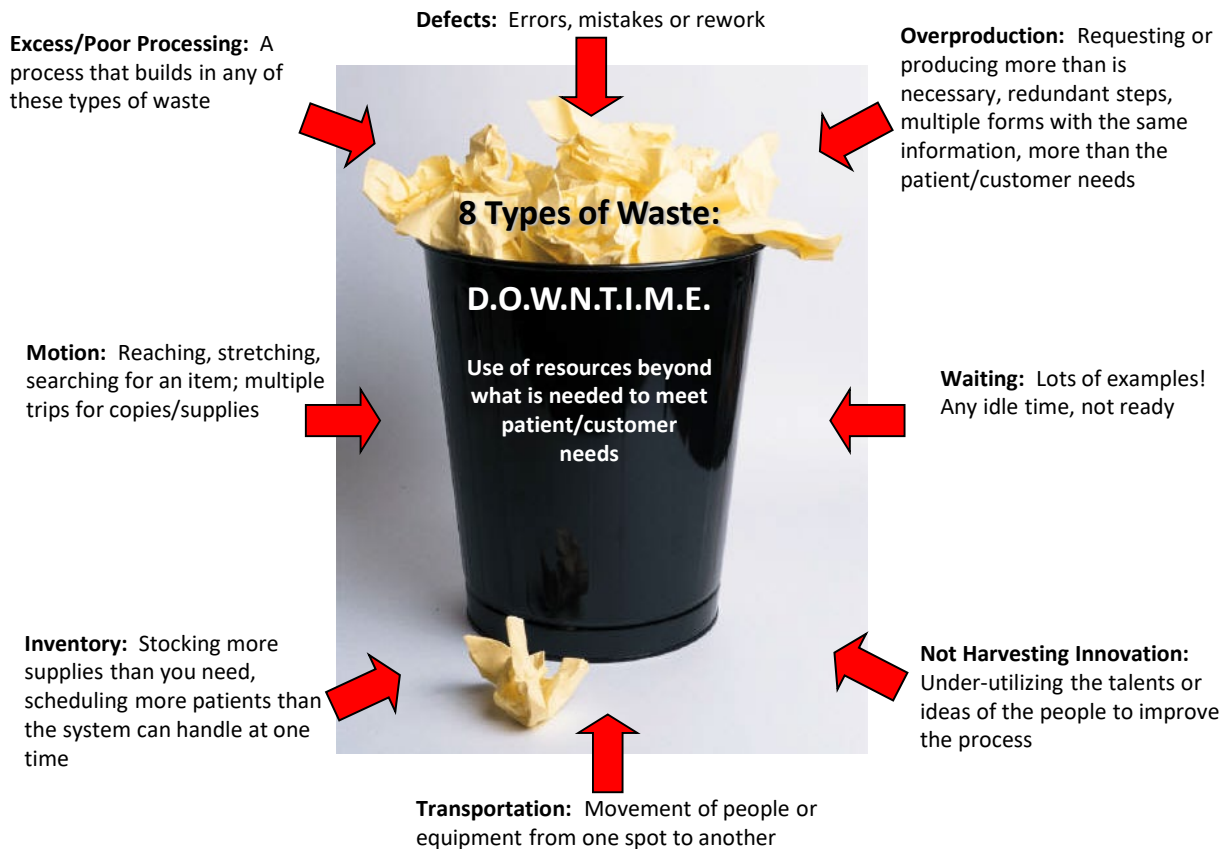 Defects: Errors, mistakes or rework
Excess/Poor Processing: A
process that builds in any of
these types of waste
Overproduction: Requesting or
producing more than is
necessary, redundant steps,
multiple forms with the same
information, more than the
patient/customer needs
8 Types of Waste:
D.O.W.N.T.I.M.E.
Use of resources beyond
what is needed to meet
patient/customer
needs
Motion: Reaching, stretching,
searching for an item; multiple
trips for copies/supplies
Waiting: Lots of examples!
Any idle time, not ready
Inventory: Stocking more
supplies than you need,
scheduling more patients than
the system can handle at one
time
Not Harvesting Innovation:
Under-utilizing the talents or
ideas of the people to improve
the process
Transportation: Movement of people or
equipment from one spot to another